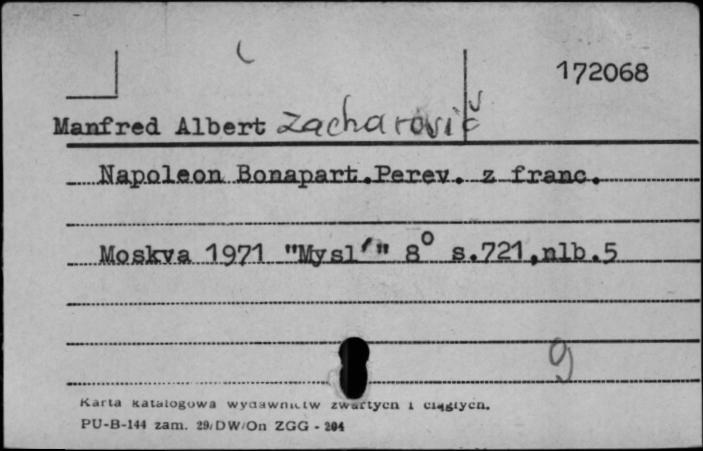 172068
Manfred Albert Zacharovič
Napoleon Bonapart.Perev. z franc.
Moskva 1971 "Mysl'" 8° s.721,nlb.5
9
Karta katalogowa wydawnictw zwartych i ciągłych.
PU-B-144 zam. 29/DW/On ZGG - 204